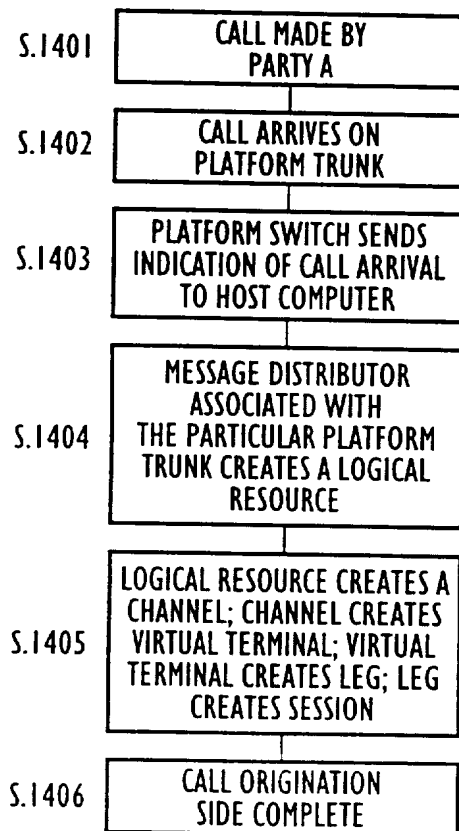 S.1401
CALL MADE BY
PARTY A
S.1402
CALL ARRIVES ON
PLATFORM TRUNK
S.1403
PLATFORM SWITCH SENDS
INDICATION OF CALL ARRIVAL
TO HOST COMPUTER
S.1404
MESSAGE DISTRIBUTOR
ASSOCIATED WITH
THE PARTICULAR PLATFORM
TRUNK CREATES A LOGICAL
RESOURCE
S.1405
LOGICAL RESOURCE CREATES A
CHANNEL; CHANNEL CREATES
VIRTUAL TERMINAL; VIRTUAL
TERMINAL CREATES LEG; LEG
CREATES SESSION
S.1406
CALL ORIGINATION
SIDE COMPLETE